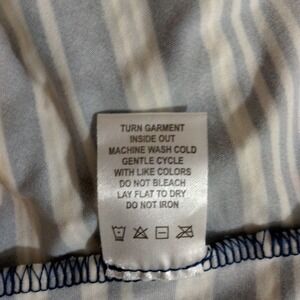 TURN GARMENT
INSIDE OUT
MACHINE WASH COLD
GENTLE CYCLE
WITH LIKE COLORS
DO NOT BLEACH
LAY FLAT TO DRY
DO NOT IRON